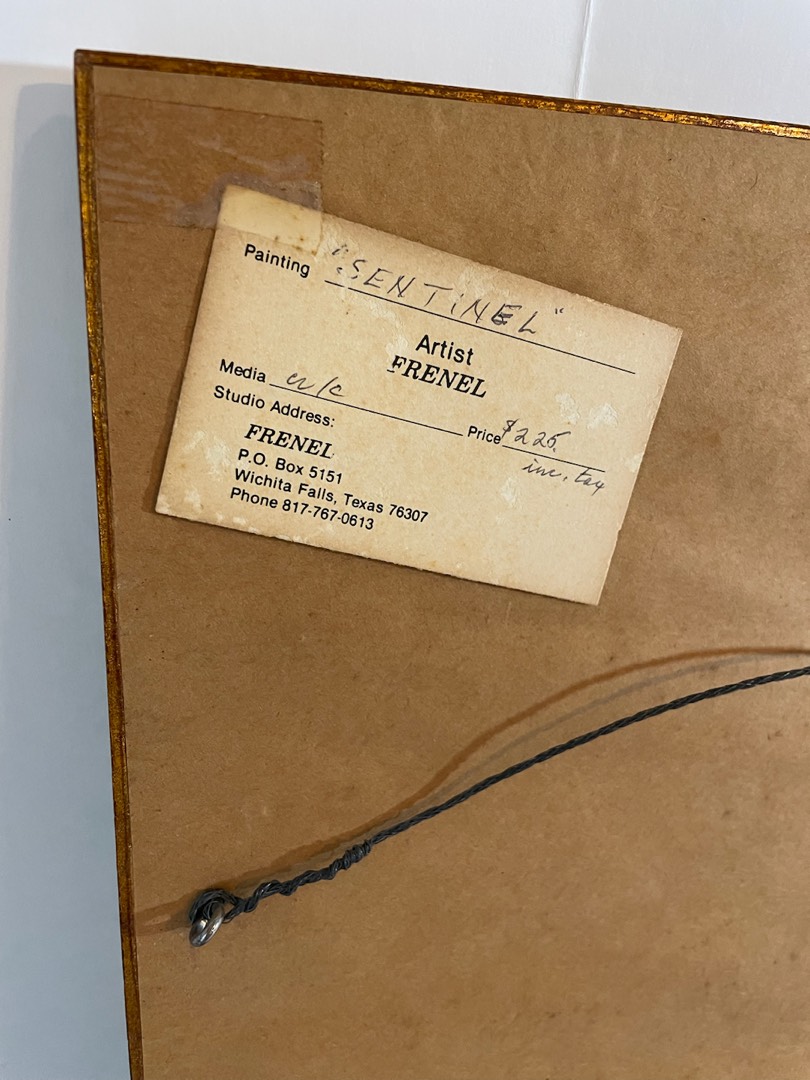 Painting "SENTINEL"
Artist
FRENEL
Media w/c
Price $225.
inc. tax
Studio Address:
FRENEL
P.O. Box 5151
Wichita Falls, Texas 76307
Phone 817-767-0613